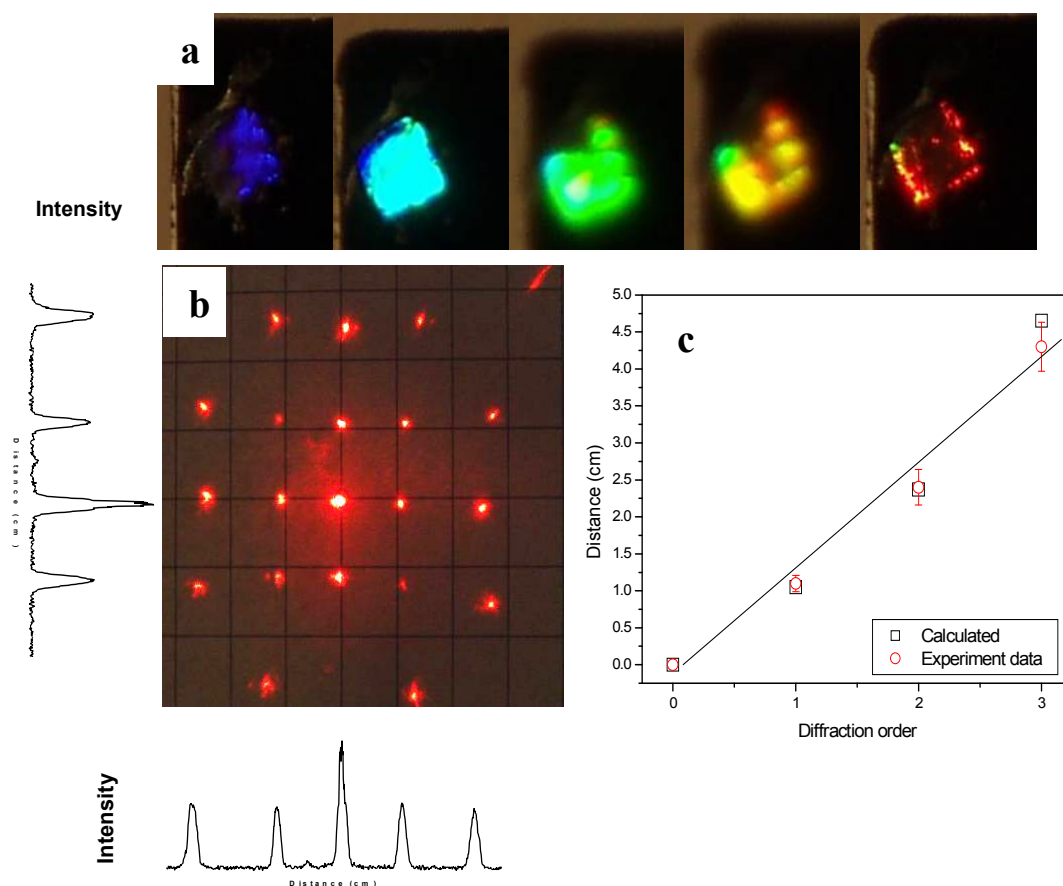 a
Intensity
b
Distance (cm)
Intensity
Distance (cm)
c
5.0
4.5
4.0
3.5
3.0
2.5
2.0
1.5
1.0
0.5
0.0
Distance (cm)
0 1 2 3
Diffraction order
Calculated
Experiment data